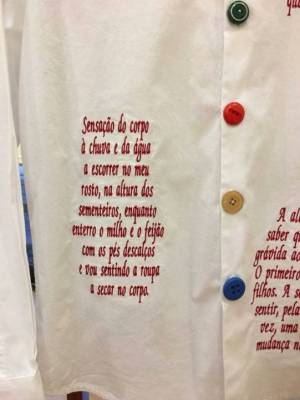 Sensação do corpo
à chuva e da água
a escorrer no meu
rosto, na altura dos
sementeiros, enquanto
enterro o milho e o feijão
com os pés descalços
e vou sentindo a roupa
a secar no corpo.
A
saber
grávida
O primeiro
filhos. A
sentir, pela
vez, uma
mudança